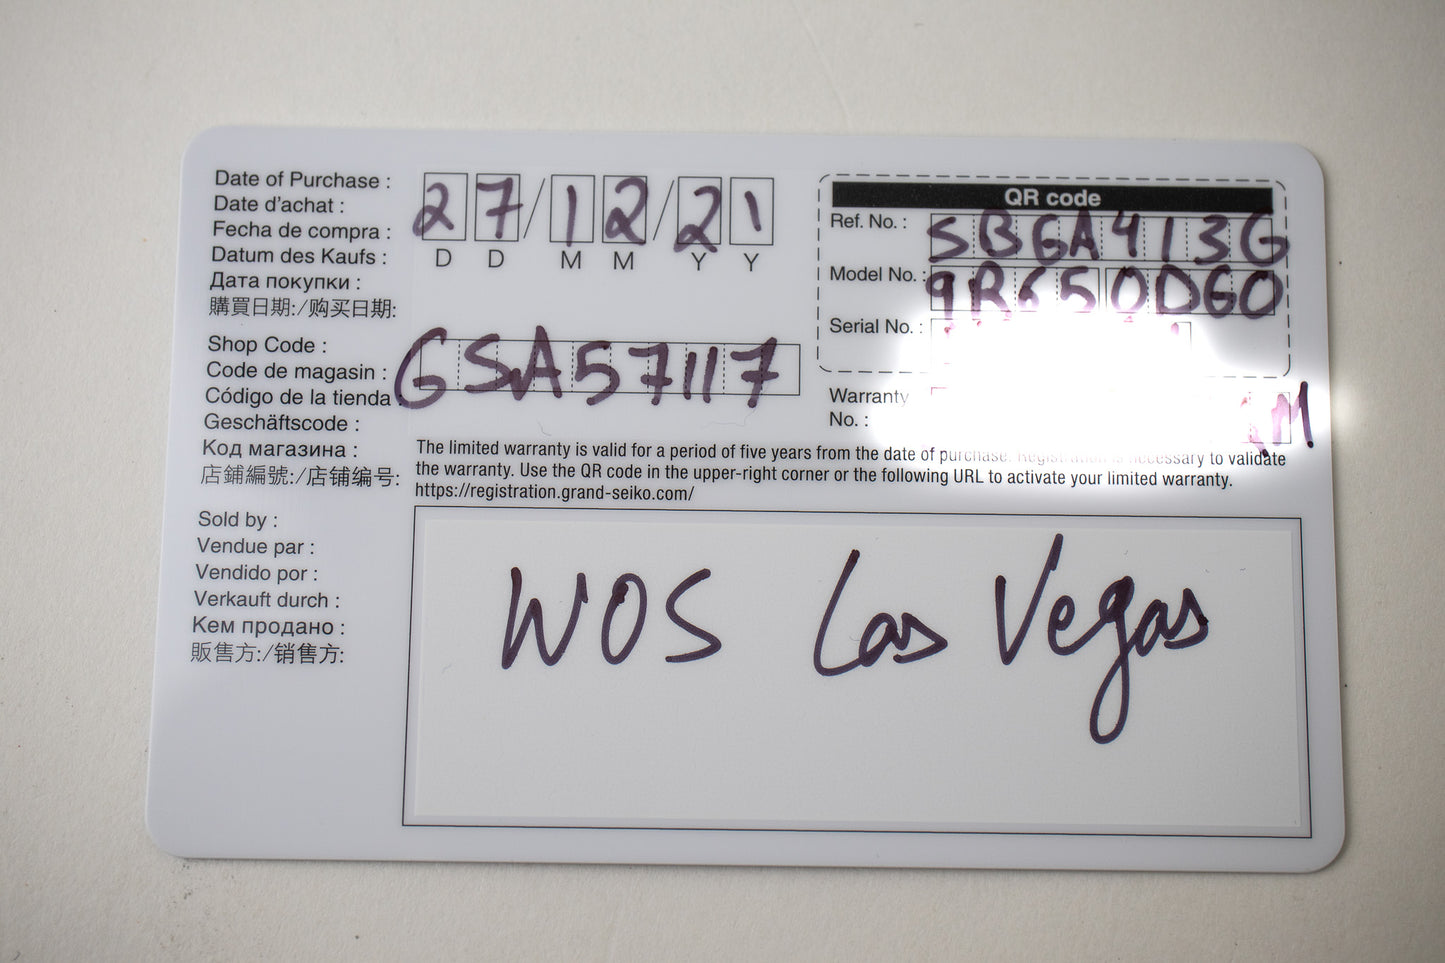 Date of Purchase :
Date d'achat :
Fecha de compra :
Datum des Kaufs :
Дата покупки :
購買日期:/购买日期:
27/12/21
D D M M Y Y
Shop Code :
Code de magasin :
Código de la tienda :
Geschäftscode :
Код магазина :
店鋪編號:/店铺编号:
GSA57117
QR code
Ref. No. : SBGA413G
Model No. : 9R650DG0
Serial No. :
Warranty
No. : M
The limited warranty is valid for a period of five years from the date of purchase. Registration is necessary to validate
the warranty. Use the QR code in the upper-right corner or the following URL to activate your limited warranty.
https://registration.grand-seiko.com/
Sold by :
Vendue par :
Vendido por :
Verkauft durch :
Кем продано :
販售方:/销售方:
WOS Las Vegas